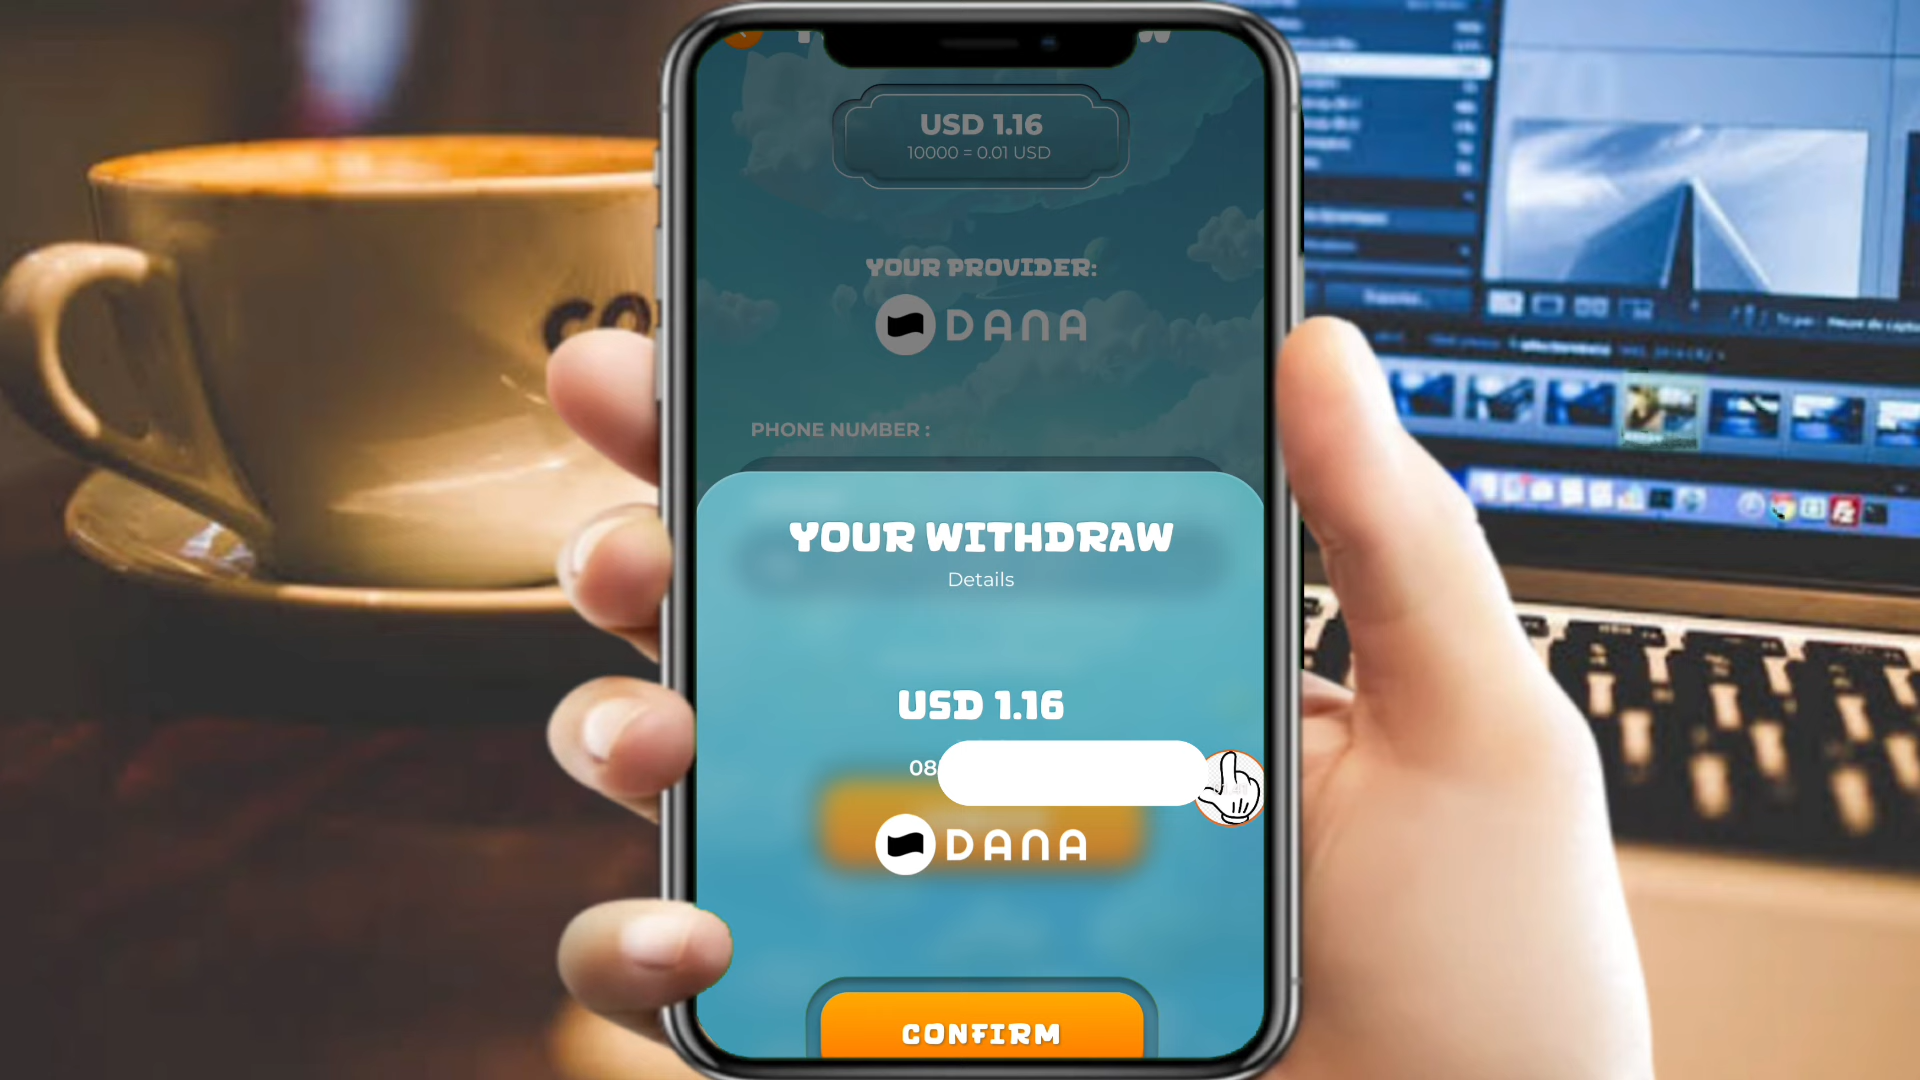 USD 1.16
10000 = 0.01 USD
YOUR PROVIDER:
DANA
PHONE NUMBER :
YOUR WITHDRAW
Details
USD 1.16
08
DANA
CONFIRM
CO